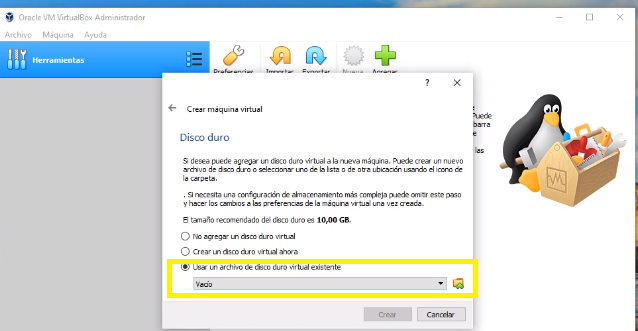 Oracle VM VirtualBox Administrador
Archivo Máquina Ayuda
Herramientas
Preferencias Importar Exportar Nueva Agregar
?
Crear máquina virtual
Disco duro
Si desea puede agregar un disco duro virtual a la nueva máquina. Puede crear un nuevo
archivo de disco duro o seleccionar uno de la lista o de otra ubicación usando el icono de
la carpeta.
. Si necesita una configuración de almacenamiento más compleja puede omitir este paso
y hacer los cambios a las preferencias de la máquina virtual una vez creada.
El tamaño recomendado del disco duro es 10,00 GB.
No agregar un disco duro virtual
Crear un disco duro virtual ahora
Usar un archivo de disco duro virtual existente
Vacío
Crear Cancelar
Puede
barra
las